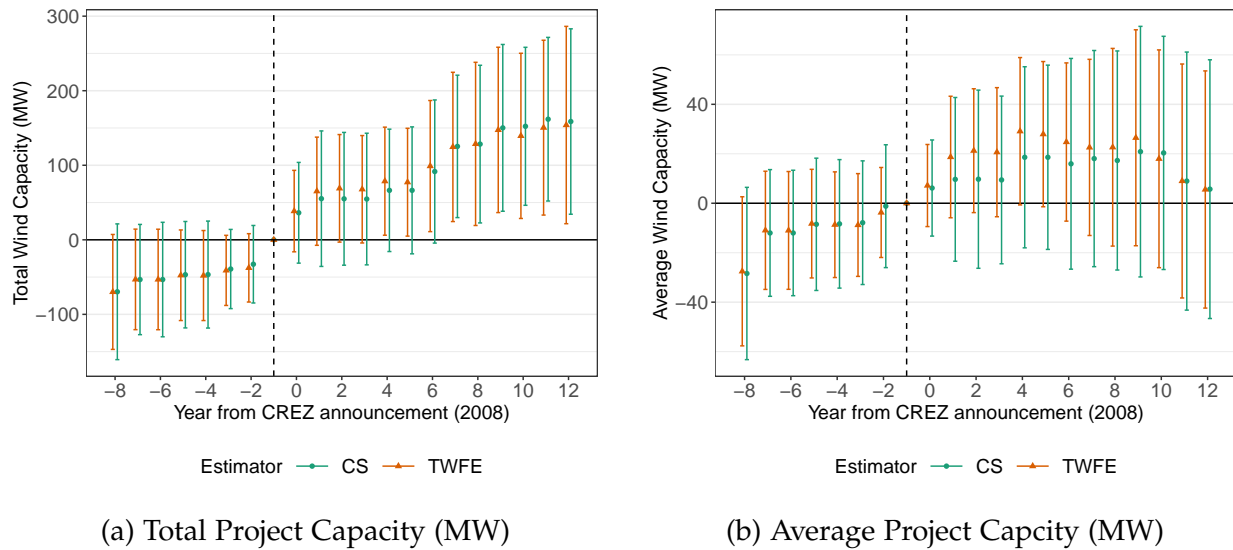 300
200
100
0
−100
Total Wind Capacity (MW)
−8 −6 −4 −2 0 2 4 6 8 10 12
Year from CREZ announcement (2008)
Estimator CS TWFE
(a) Total Project Capacity (MW)
40
0
−40
Average Wind Capacity (MW)
−8 −6 −4 −2 0 2 4 6 8 10 12
Year from CREZ announcement (2008)
Estimator CS TWFE
(b) Average Project Capcity (MW)